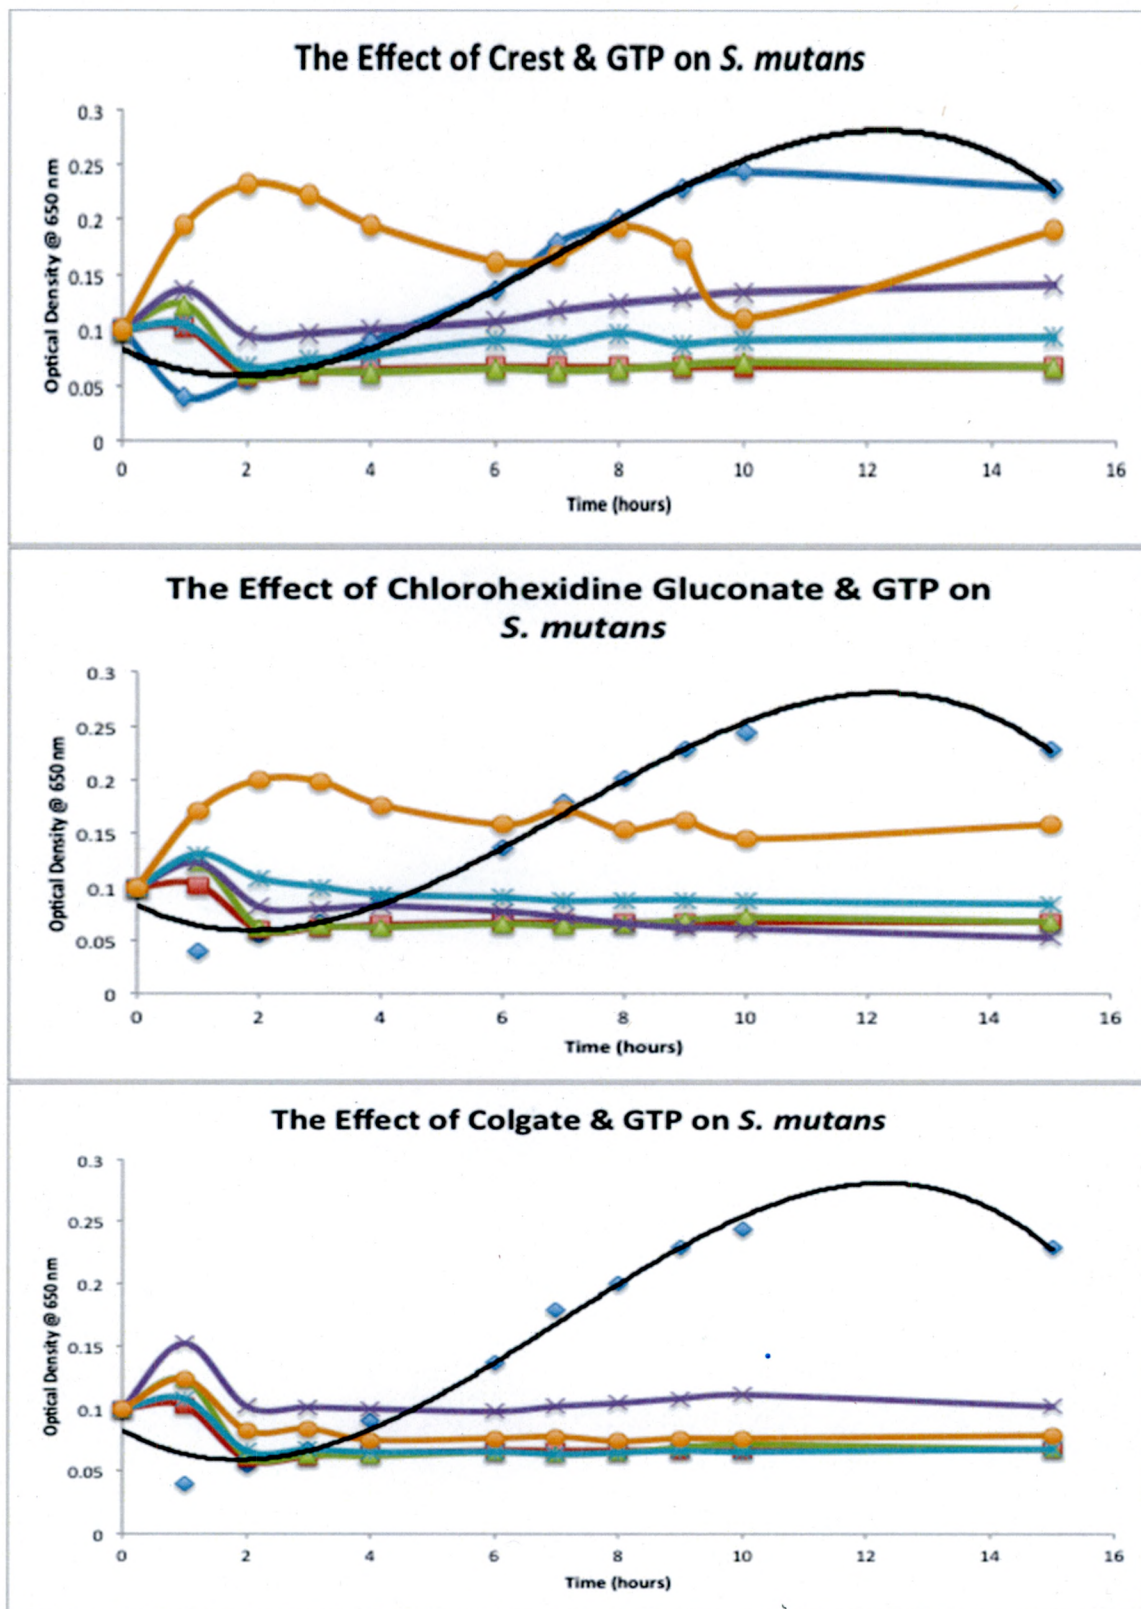 The Effect of Crest & GTP on S. mutans
0.3
0.25
0.2
0.15
0.1
0.05
0
Optical Density @ 650 nm
0 2 4 6 8 10 12 14 16
Time (hours)
The Effect of Chlorohexidine Gluconate & GTP on
S. mutans
0.3
0.25
0.2
0.15
0.1
0.05
0
Optical Density @ 650 nm
0 2 4 6 8 10 12 14 16
Time (hours)
The Effect of Colgate & GTP on S. mutans
0.3
0.25
0.2
0.15
0.1
0.05
0
Optical Density @ 650 nm
0 2 4 6 8 10 12 14 16
Time (hours)